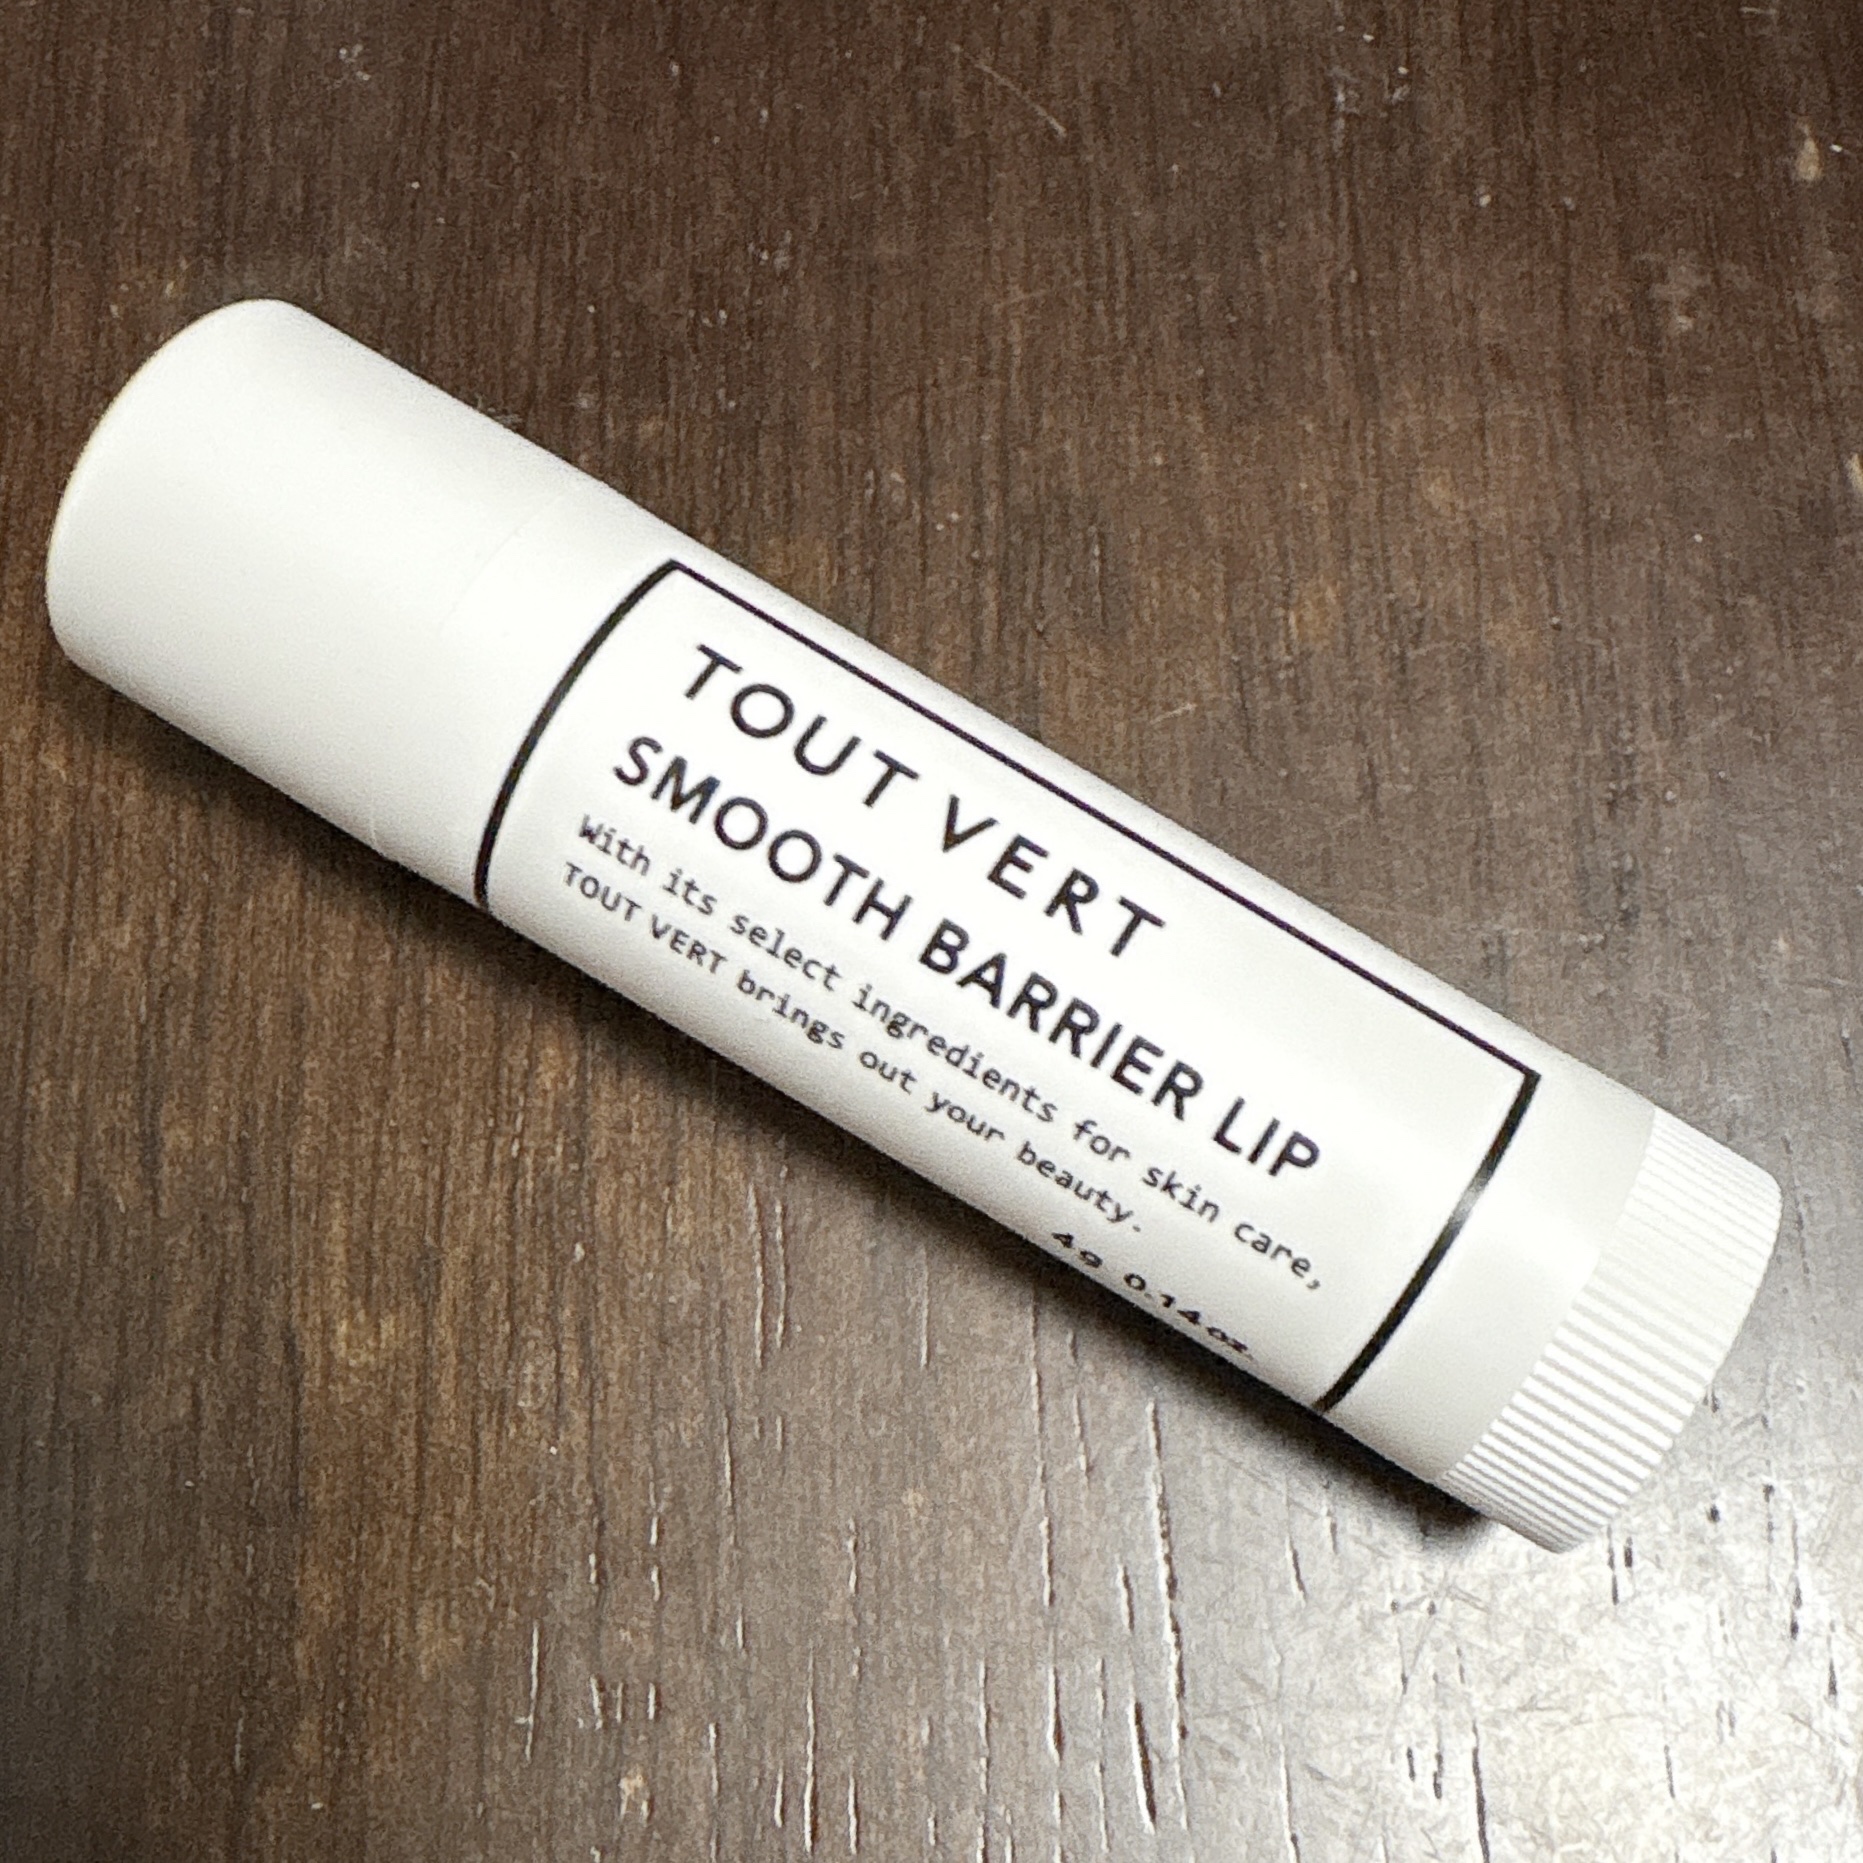 TOUT VERT
SMOOTH BARRIER LIP
With its select ingredients for skin care,
TOUT VERT brings out your beauty.
4g 0.14oz.